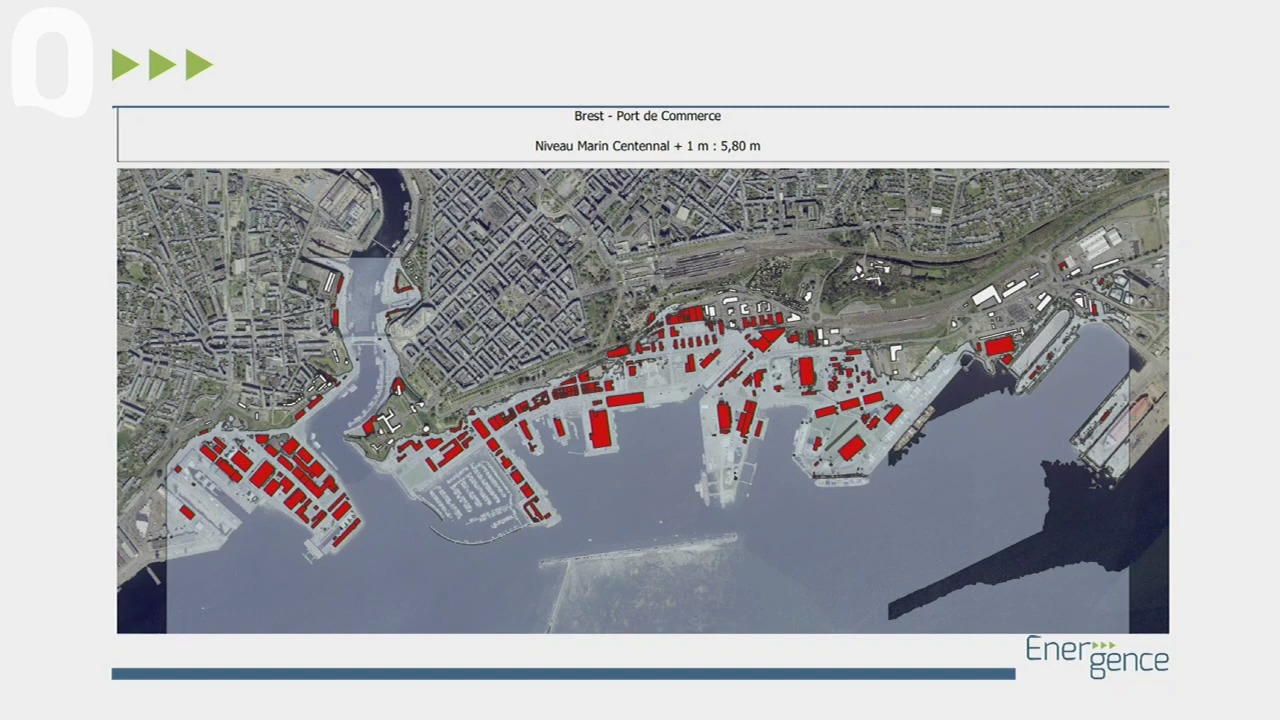 Brest - Port de Commerce
Niveau Marin Centennal + 1 m : 5,80 m
Energence